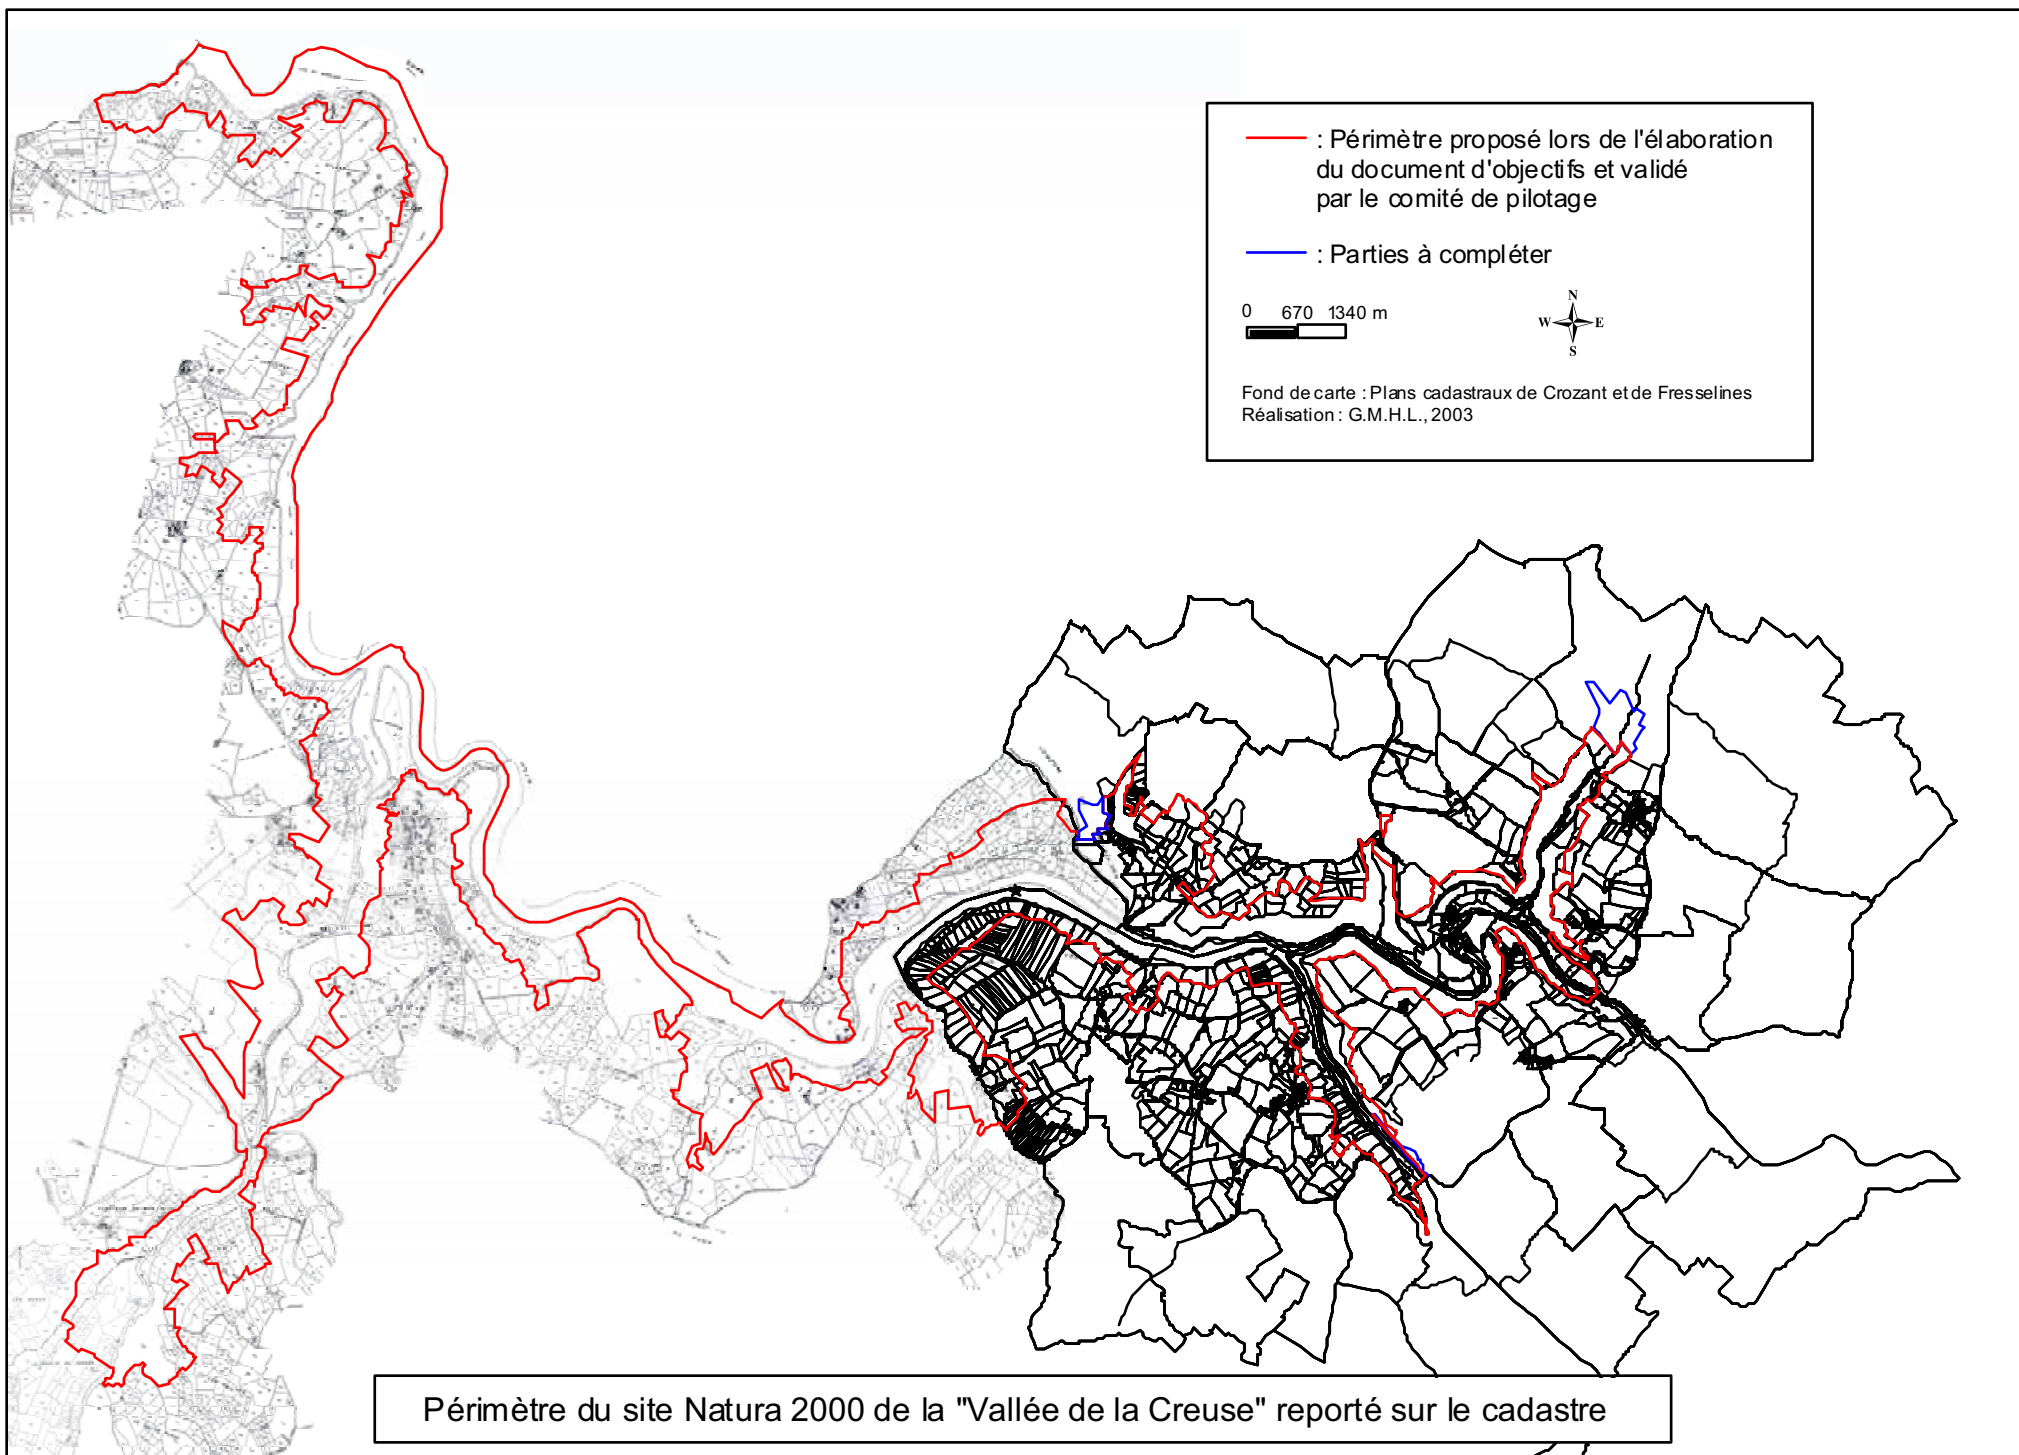 : Périmètre proposé lors de l'élaboration
du document d'objectifs et validé
par le comité de pilotage
: Parties à compléter
0 670 1340 m
N
W E
S
Fond de carte : Plans cadastraux de Crozant et de Fresselines
Réalisation : G.M.H.L., 2003
Périmètre du site Natura 2000 de la "Vallée de la Creuse" reporté sur le cadastre